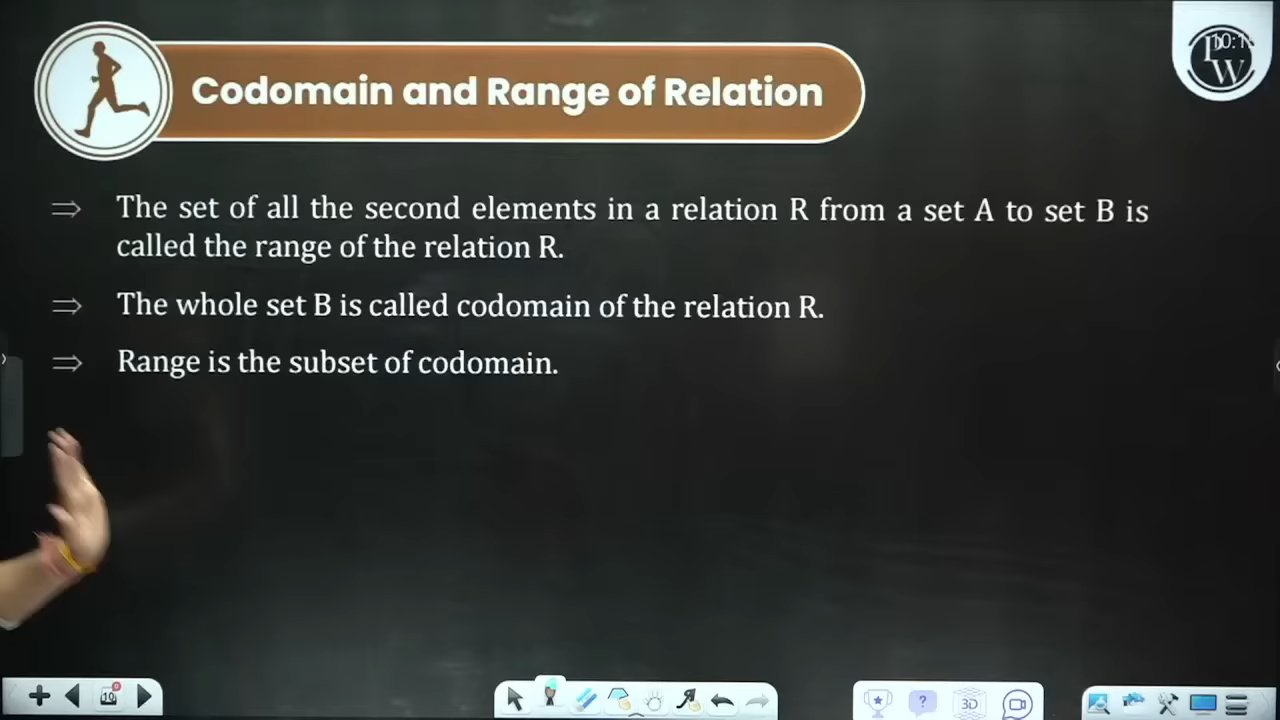 Codomain and Range of Relation
⇒ The set of all the second elements in a relation R from a set A to set B is
called the range of the relation R.
⇒ The whole set B is called codomain of the relation R.
⇒ Range is the subset of codomain.
W
10
?
3D